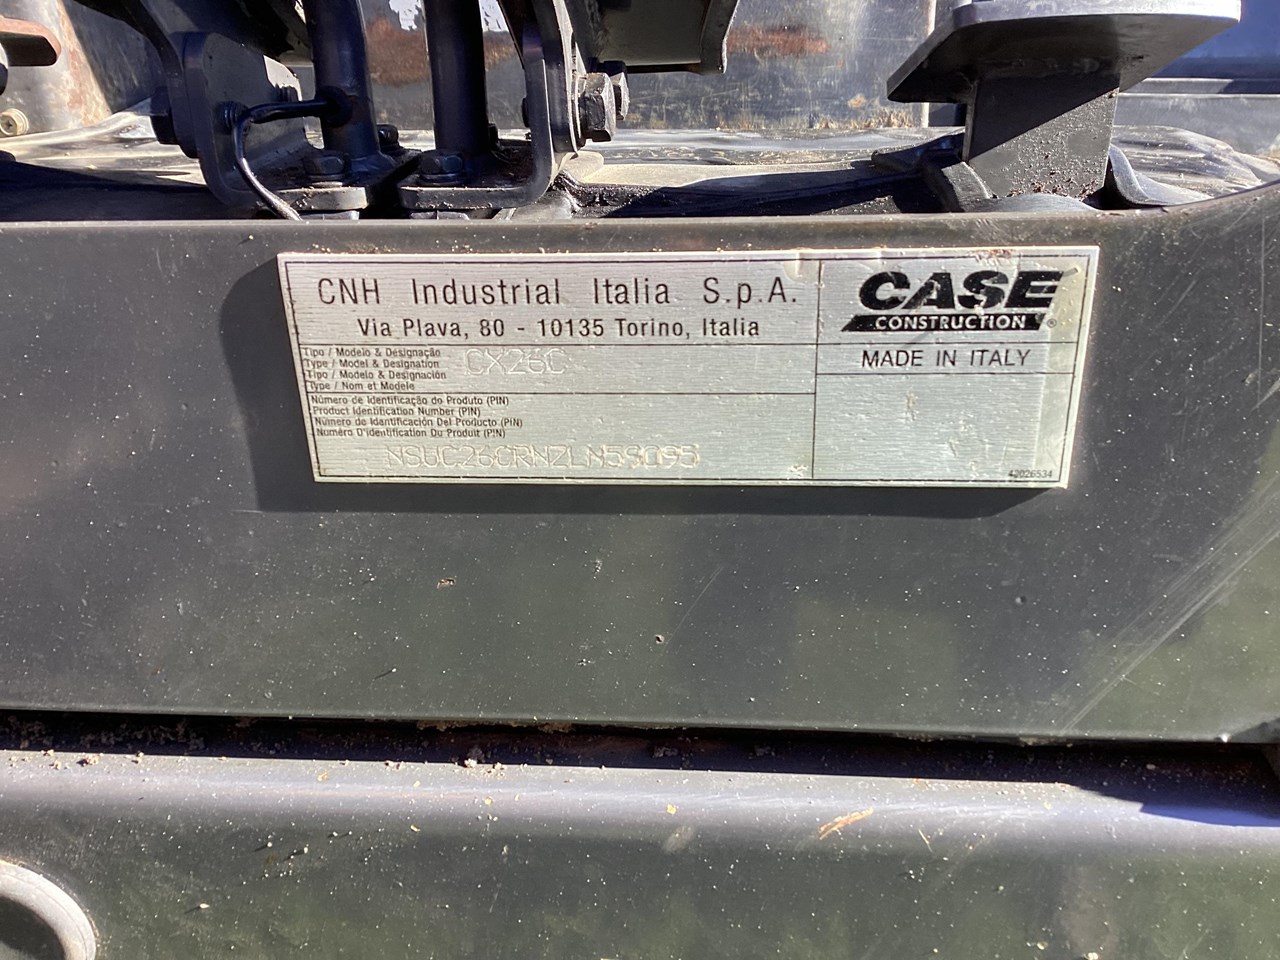 CNH Industrial Italia S.p.A.
Via Plava, 80 - 10135 Torino, Italia
CASE
CONSTRUCTION
MADE IN ITALY
Tipo / Modelo & Designação
Type / Model & Designation
Tipo / Modelo & Designación
Type / Nom et Modele
CX26C
Número de Identificação do Produto (PIN)
Product Identification Number (PIN)
Número de Identificación Del Producto (PIN)
Numéro D'identification Du Produit (PIN)
NSUC26CRNZLN59095
42026534